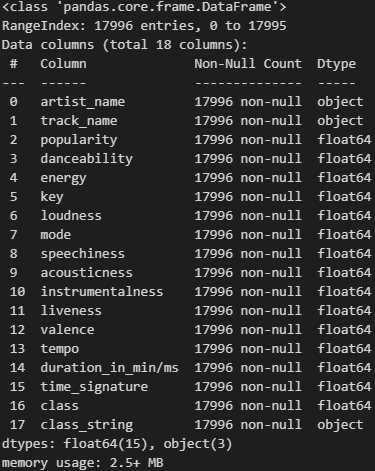 <class 'pandas.core.frame.DataFrame'>
RangeIndex: 17996 entries, 0 to 17995
Data columns (total 18 columns):
 #   Column              Non-Null Count  Dtype
---  ------              --------------  -----
 0   artist_name         17996 non-null  object
 1   track_name          17996 non-null  object
 2   popularity          17996 non-null  float64
 3   danceability        17996 non-null  float64
 4   energy              17996 non-null  float64
 5   key                 17996 non-null  float64
 6   loudness            17996 non-null  float64
 7   mode                17996 non-null  float64
 8   speechiness         17996 non-null  float64
 9   acousticness        17996 non-null  float64
 10  instrumentalness    17996 non-null  float64
 11  liveness            17996 non-null  float64
 12  valence             17996 non-null  float64
 13  tempo               17996 non-null  float64
 14  duration_in_min/ms  17996 non-null  float64
 15  time_signature      17996 non-null  float64
 16  class               17996 non-null  float64
 17  class_string        17996 non-null  object
dtypes: float64(15), object(3)
memory usage: 2.5+ MB